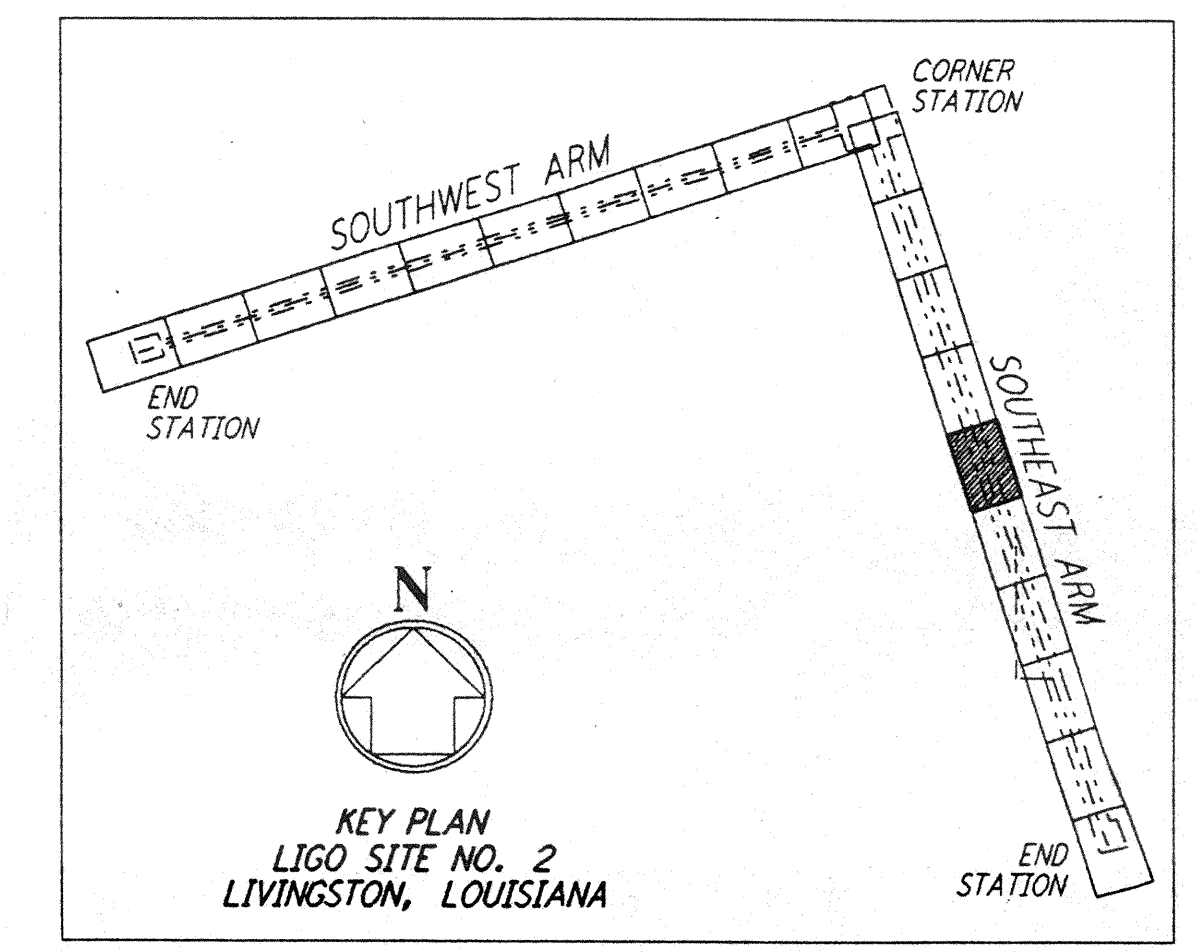 CORNER
STATION
SOUTHWEST ARM
END
STATION
SOUTHEAST ARM
N
KEY PLAN
LIGO SITE NO. 2
LIVINGSTON, LOUISIANA
END
STATION